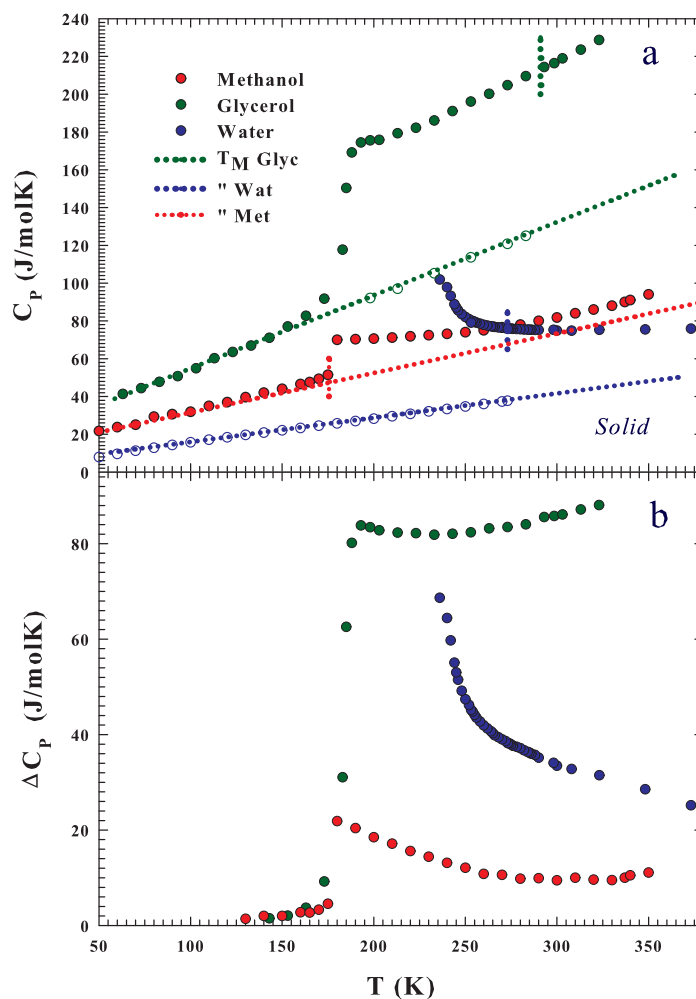 240
220
200
180
160
140
120
100
80
60
40
20
0
C_P (J/molK)
a
Methanol
Glycerol
Water
T_M Glyc
" Wat
" Met
Solid
80
60
40
20
0
ΔC_P (J/molK)
b
50 100 150 200 250 300 350
T (K)